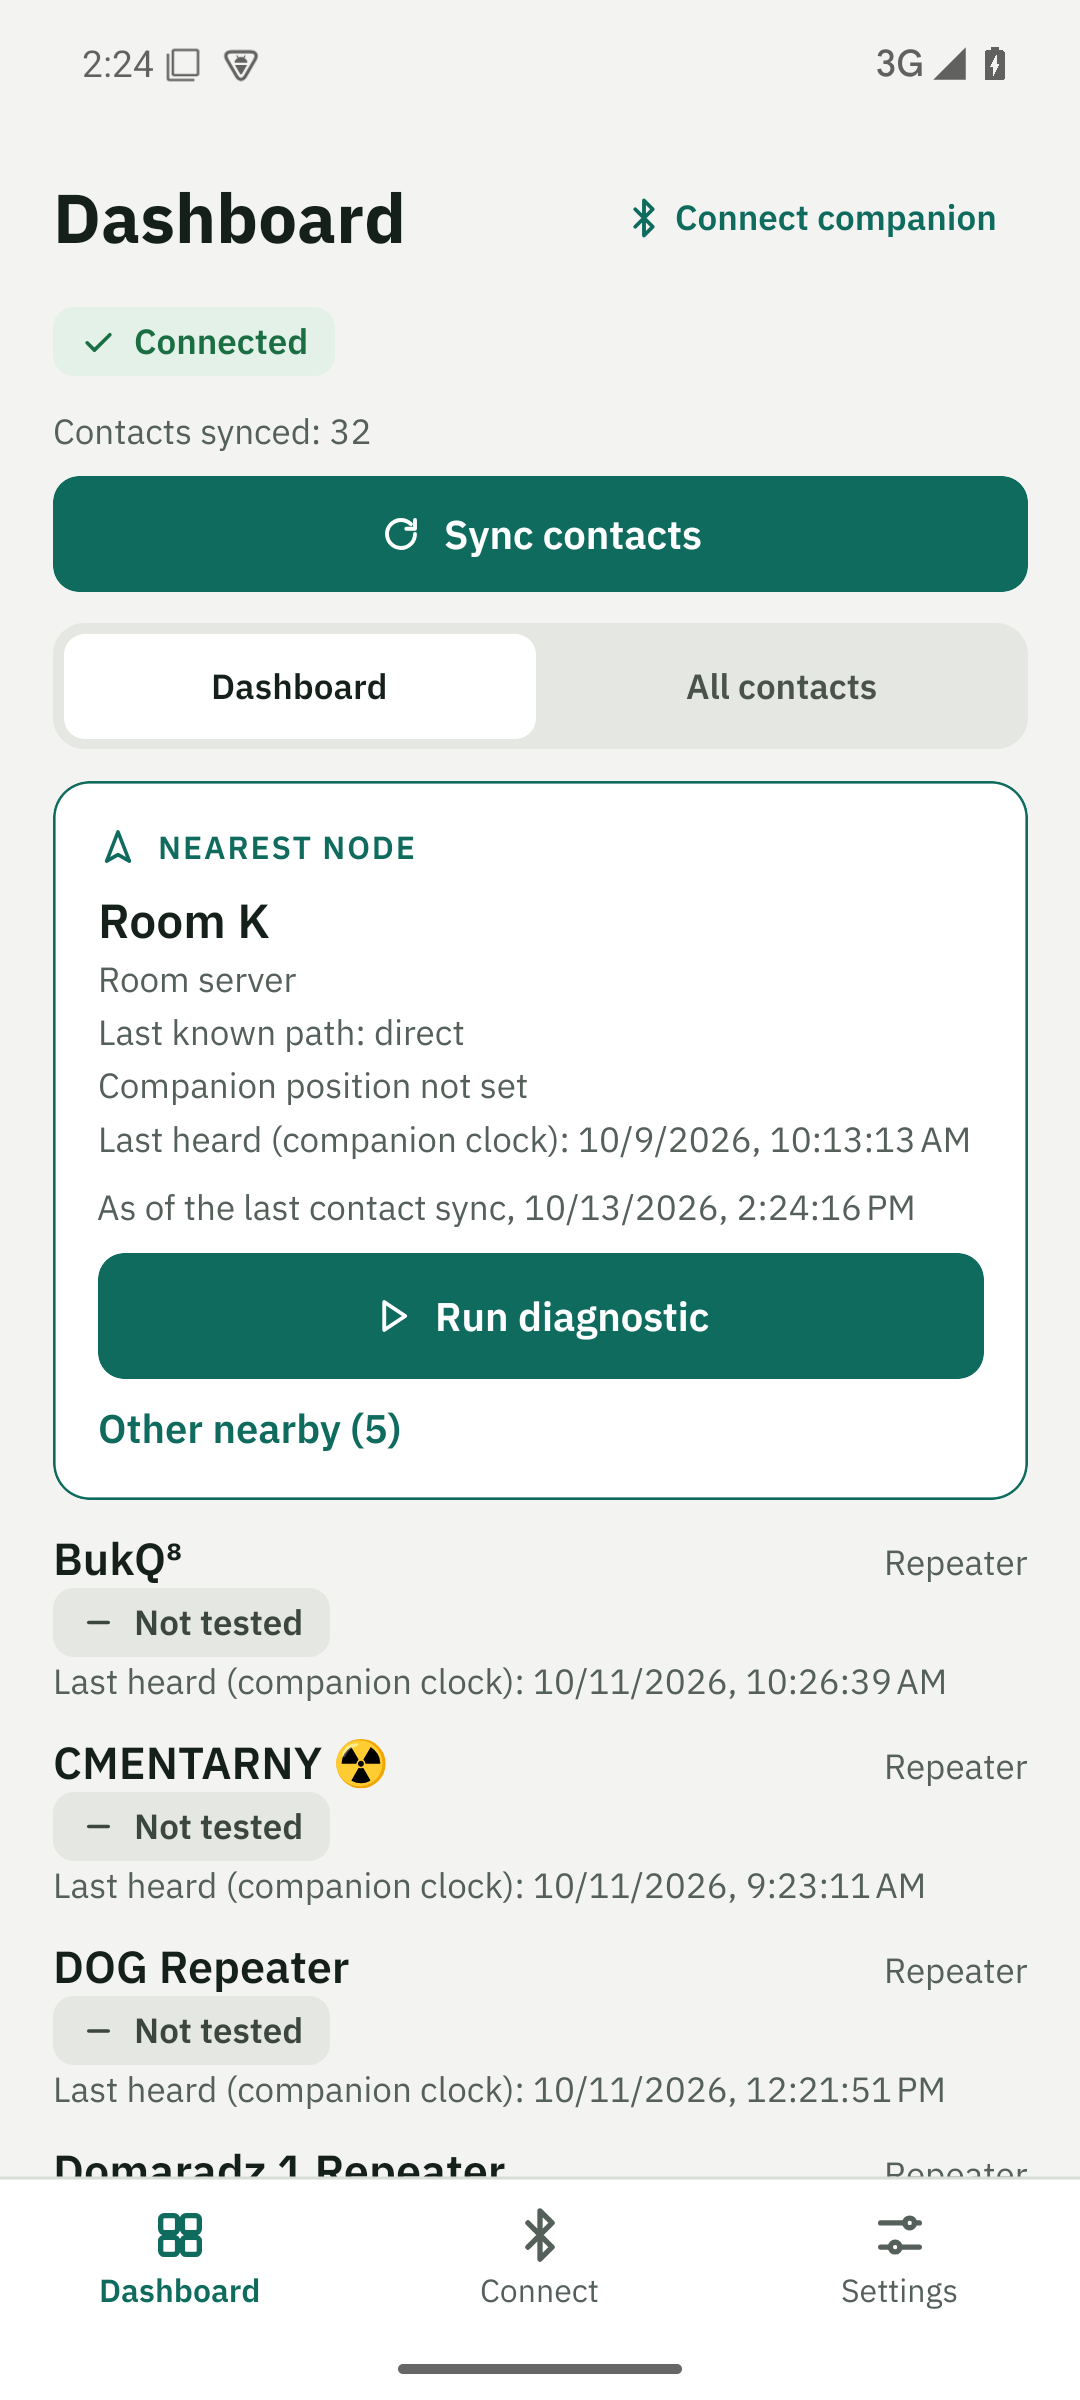 2:24
3G
Dashboard
Connect companion
Connected
Contacts synced: 32
Sync contacts
Dashboard
All contacts
NEAREST NODE
Room K
Room server
Last known path: direct
Companion position not set
Last heard (companion clock): 10/9/2026, 10:13:13 AM
As of the last contact sync, 10/13/2026, 2:24:16 PM
Run diagnostic
Other nearby (5)
BukQ⁸
Repeater
Not tested
Last heard (companion clock): 10/11/2026, 10:26:39 AM
CMENTARNY ☢️
Repeater
Not tested
Last heard (companion clock): 10/11/2026, 9:23:11 AM
DOG Repeater
Repeater
Not tested
Last heard (companion clock): 10/11/2026, 12:21:51 PM
Domaradz 1 Repeater
Repeater
Dashboard
Connect
Settings